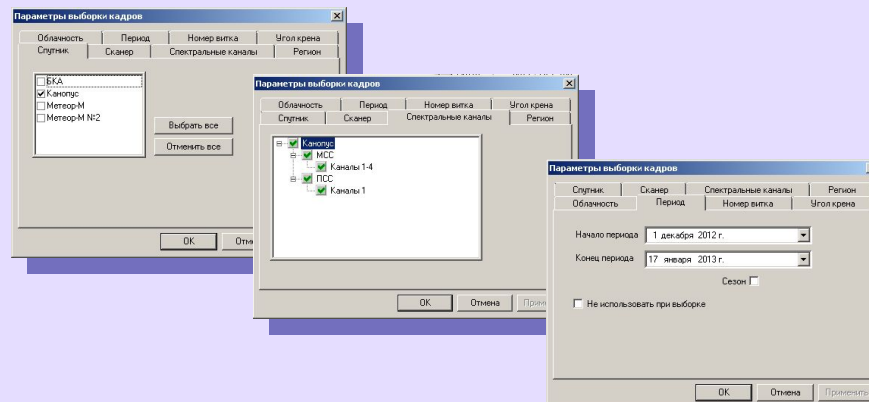 Параметры выборки кадров
Облачность Период Номер витка Угол крена
Спутник Сканер Спектральные каналы Регион
БКА
Канопус
Метеор-М
Метеор-М №2
Выбрать все
Отменить все
OK
Параметры выборки кадров
Облачность Период Номер витка Угол крена
Спутник Сканер Спектральные каналы Регион
Канопус
МСС
Каналы 1-4
ПСС
Каналы 1
OK Отмена
Параметры выборки кадров
Спутник Сканер Спектральные каналы Регион
Облачность Период Номер витка Угол крена
Начало периода 1 декабря 2012 г.
Конец периода 17 января 2013 г.
Сезон
Не использовать при выборке
OK Отмена Применить